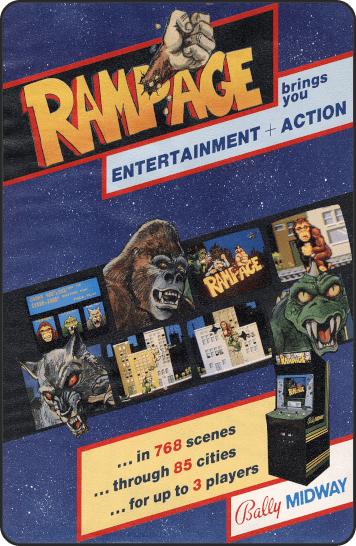 RAMPAGE
brings
you
ENTERTAINMENT + ACTION
RAMPAGE
... in 768 scenes
... through 85 cities
... for up to 3 players
RAMPAGE
Bally MIDWAY